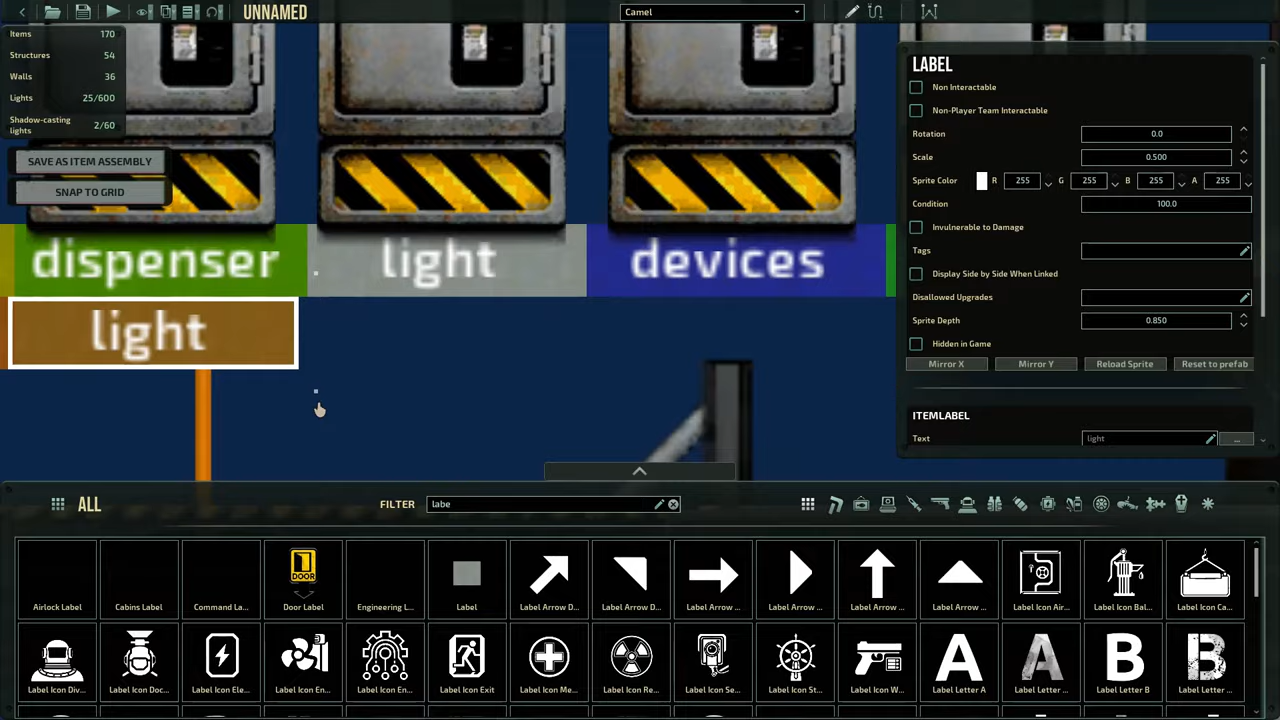 UNNAMED
Camel
Items 170
Structures 54
Walls 36
Lights 25/600
Shadow-casting lights 2/60
SAVE AS ITEM ASSEMBLY
SNAP TO GRID
dispenser
light
devices
light
LABEL
Non Interactable
Non-Player Team Interactable
Rotation 0.0
Scale 0.500
Sprite Color R 255 G 255 B 255 A 255
Condition 100.0
Invulnerable to Damage
Tags
Display Side by Side When Linked
Disallowed Upgrades
Sprite Depth 0.850
Hidden in Game
Mirror X Mirror Y Reload Sprite Reset to prefab
ITEMLABEL
Text light ...
ALL
FILTER labe
DOOR
Airlock Label Cabins Label Command La... Door Label Engineering L... Label Label Arrow D... Label Arrow D... Label Arrow ... Label Arrow ... Label Arrow ... Label Arrow ... Label Icon Air... Label Icon Bal... Label Icon Ca...
A A B B
Label Icon Div... Label Icon Doc... Label Icon Ele... Label Icon En... Label Icon En... Label Icon Exit Label Icon Me... Label Icon Re... Label Icon Se... Label Icon St... Label Icon W... Label Letter A Label Letter ... Label Letter B Label Letter ...